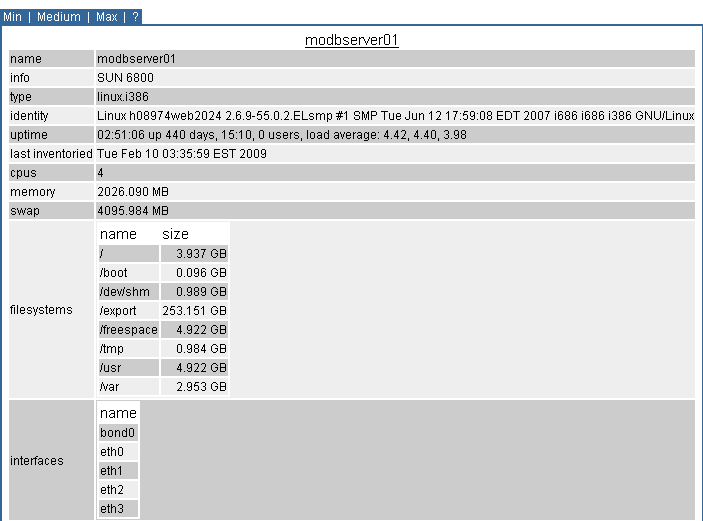 Min | Medium | Max | ?
modbserver01
name modbserver01
info SUN 6800
type linux.i386
identity Linux h08974web2024 2.6.9-55.0.2.ELsmp #1 SMP Tue Jun 12 17:59:08 EDT 2007 i686 i686 i386 GNU/Linux
uptime 02:51:06 up 440 days, 15:10, 0 users, load average: 4.42, 4.40, 3.98
last inventoried Tue Feb 10 03:35:59 EST 2009
cpus 4
memory 2026.090 MB
swap 4095.984 MB
filesystems
name size
/ 3.937 GB
/boot 0.096 GB
/dev/shm 0.989 GB
/export 253.151 GB
/freespace 4.922 GB
/tmp 0.984 GB
/usr 4.922 GB
/var 2.953 GB
interfaces
name
bond0
eth0
eth1
eth2
eth3